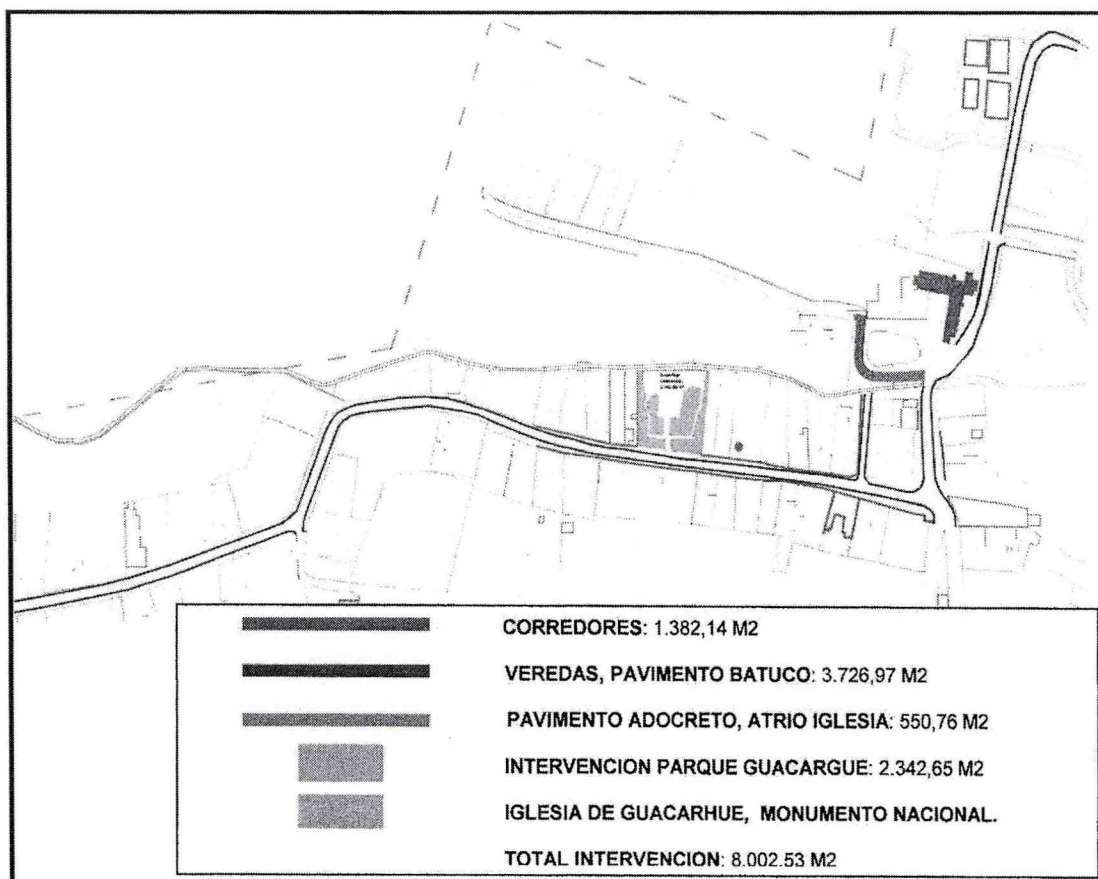 CORREDORES: 1.382,14 M2
VEREDAS, PAVIMENTO BATUCO: 3.726,97 M2
PAVIMENTO ADOCRETO, ATRIO IGLESIA: 550,76 M2
INTERVENCION PARQUE GUACARGUE: 2.342,65 M2
IGLESIA DE GUACARHUE, MONUMENTO NACIONAL.
TOTAL INTERVENCION: 8.002.53 M2